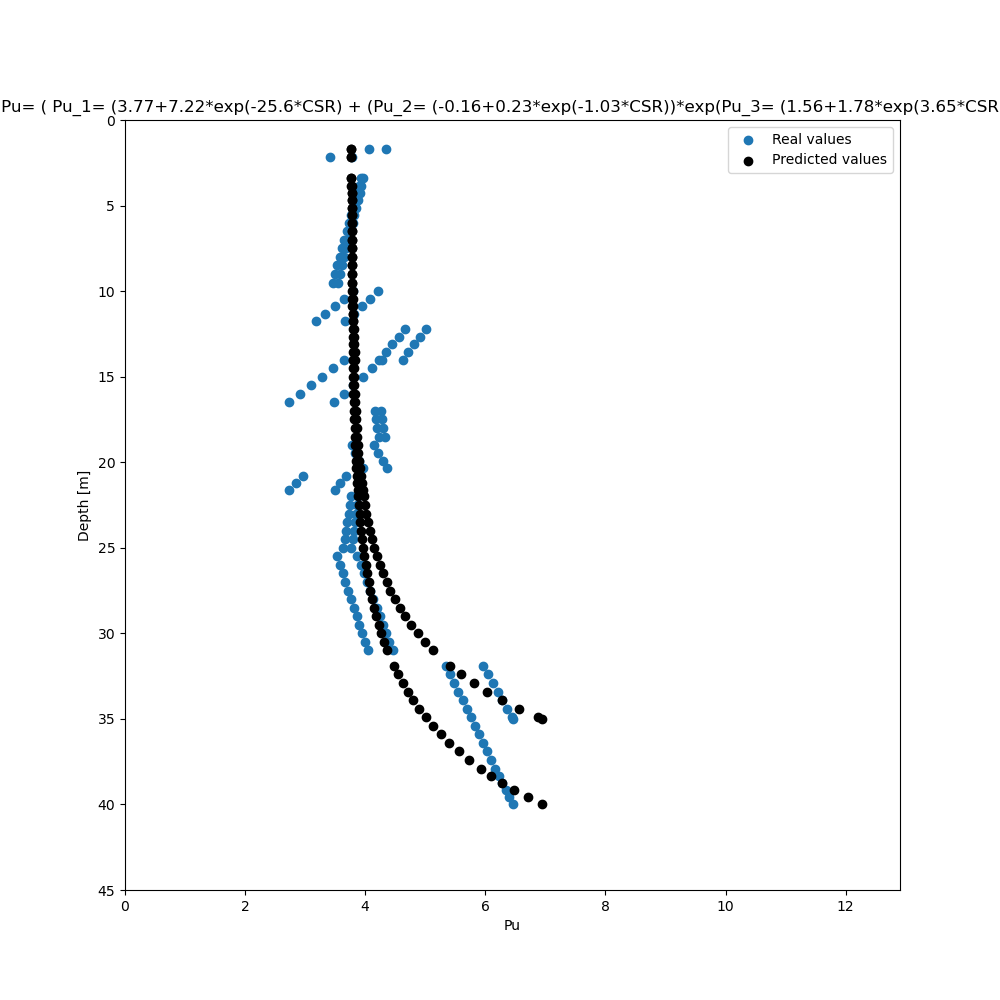 Pu= ( Pu_1= (3.77+7.22*exp(-25.6*CSR) + (Pu_2= (-0.16+0.23*exp(-1.03*CSR))*exp(Pu_3= (1.56+1.78*exp(3.65*CSR
Real values
Predicted values
0
5
10
15
20
25
30
35
40
45
Depth [m]
0 2 4 6 8 10 12
Pu